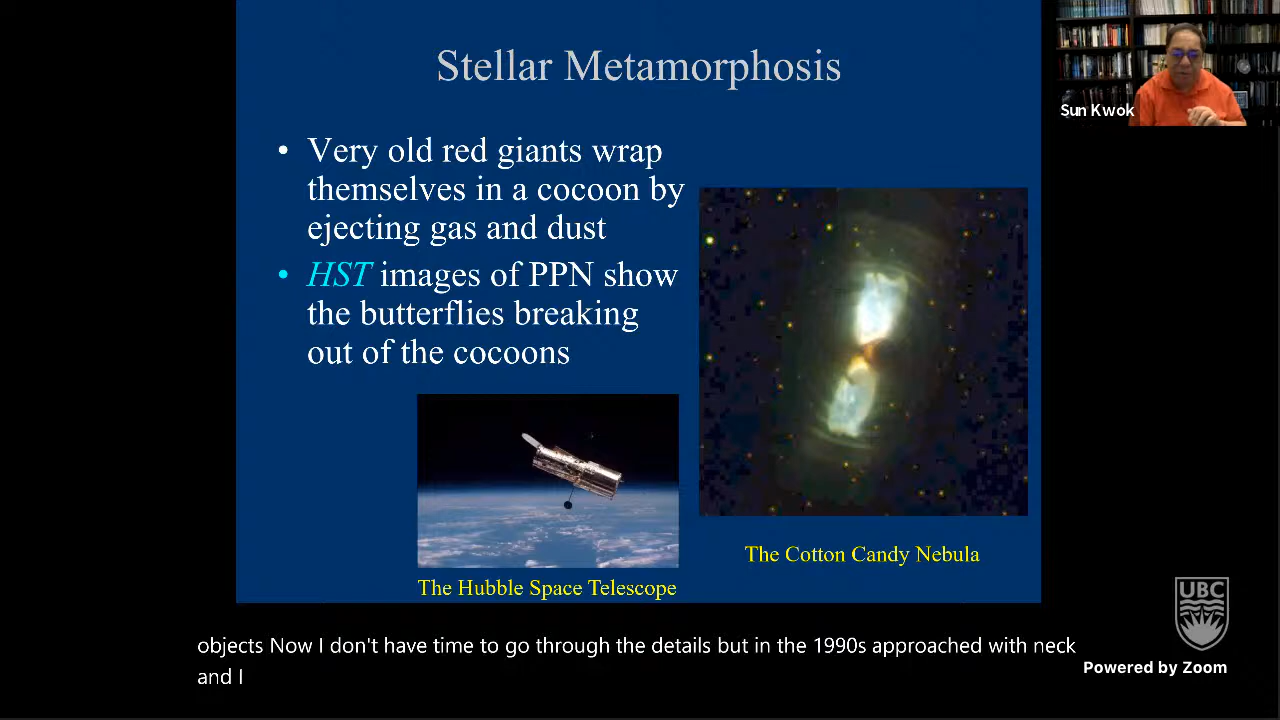 Stellar Metamorphosis
Sun Kwok
• Very old red giants wrap
themselves in a cocoon by
ejecting gas and dust
• HST images of PPN show
the butterflies breaking
out of the cocoons
The Cotton Candy Nebula
The Hubble Space Telescope
UBC
objects Now I don't have time to go through the details but in the 1990s approached with neck
and I
Powered by Zoom